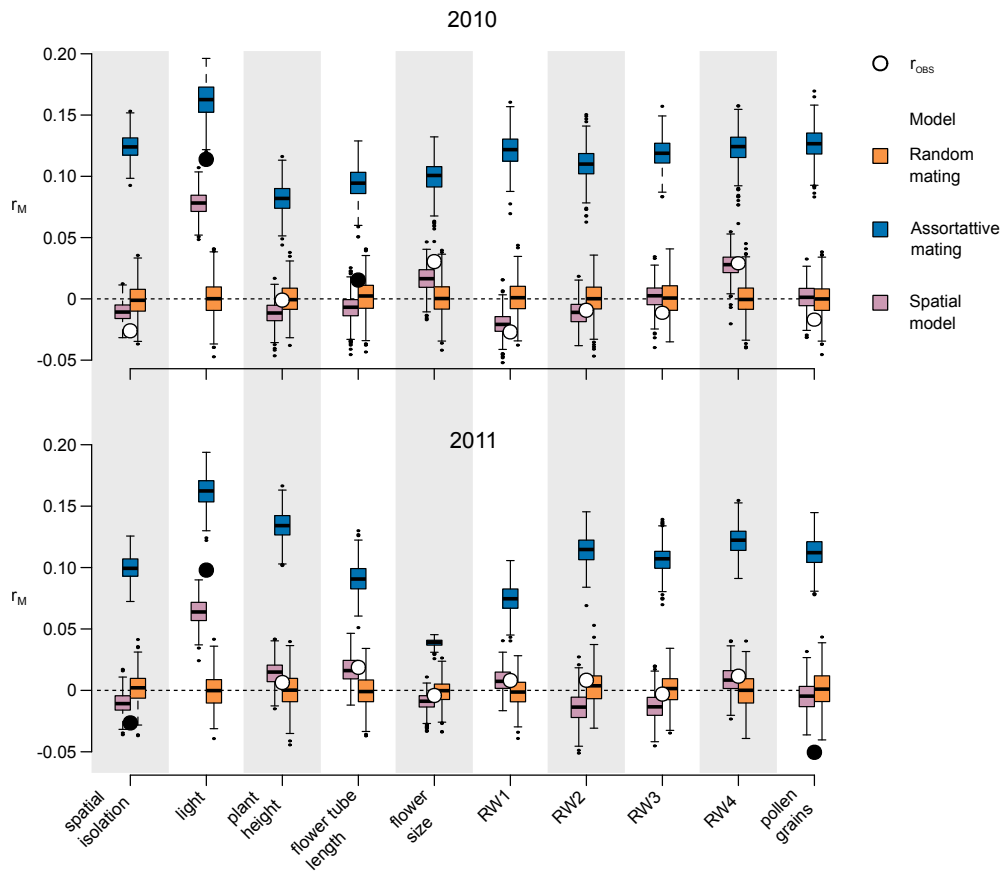 2010
0.20
0.15
0.10
0.05
0
-0.05
rM
rOBS
Model
Random
mating
Assortattive
mating
Spatial
model
2011
0.20
0.15
0.10
0.05
0
-0.05
rM
spatial
isolation
light
plant
height
flower tube
length
flower
size
RW1
RW2
RW3
RW4
pollen
grains